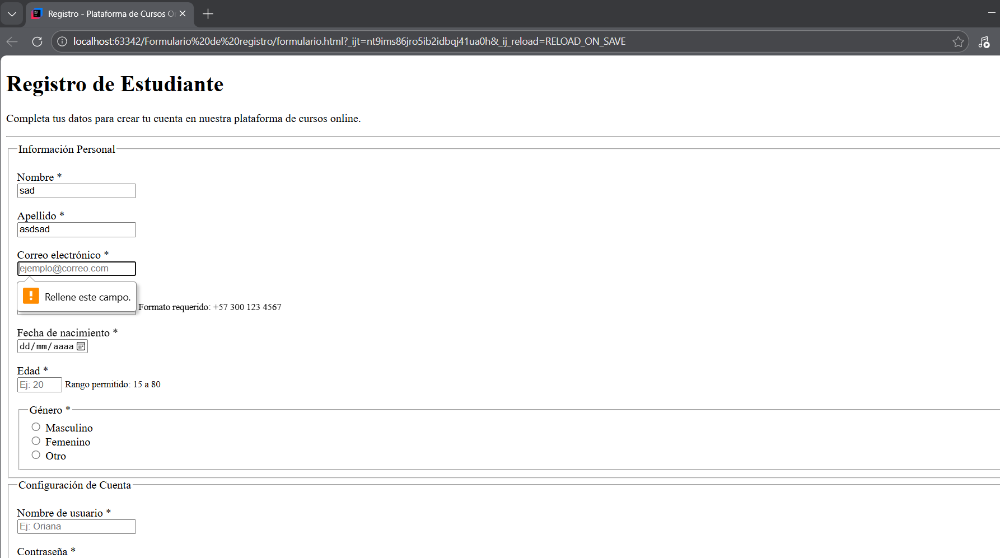 Registro - Plataforma de Cursos O
localhost:63342/Formulario%20de%20registro/formulario.html?_ijt=nt9ims86jro5ib2idbqj41ua0h&_ij_reload=RELOAD_ON_SAVE
Registro de Estudiante
Completa tus datos para crear tu cuenta en nuestra plataforma de cursos online.
Información Personal
Nombre *
sad
Apellido *
asdsad
Correo electrónico *
ejemplo@correo.com
! Rellene este campo.
Formato requerido: +57 300 123 4567
Fecha de nacimiento *
dd/mm/aaaa
Edad *
Ej: 20 Rango permitido: 15 a 80
Género *
Masculino
Femenino
Otro
Configuración de Cuenta
Nombre de usuario *
Ej: Oriana
Contraseña *